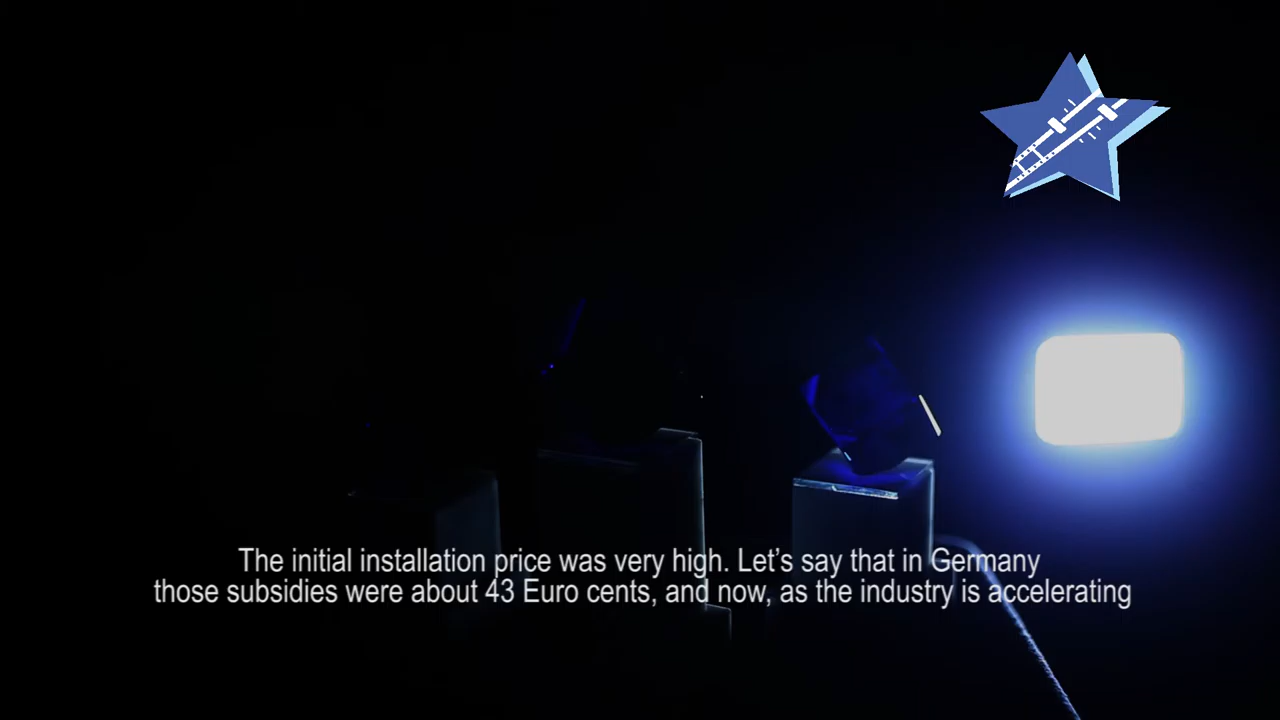 The initial installation price was very high. Let's say that in Germany
those subsidies were about 43 Euro cents, and now, as the industry is accelerating